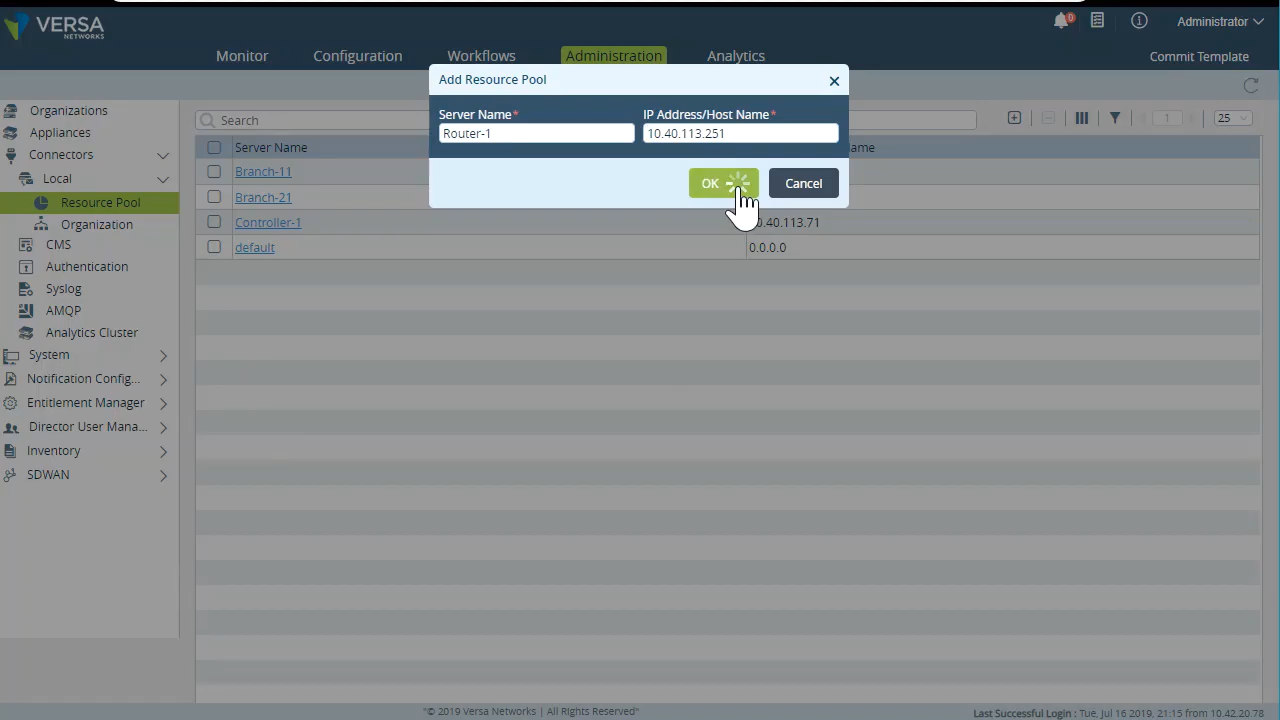 VERSA
NETWORKS
0
Administrator
Monitor
Configuration
Workflows
Administration
Analytics
Commit Template
Add Resource Pool
Server Name*
IP Address/Host Name*
Router-1
10.40.113.251
OK
Cancel
Organizations
Appliances
Connectors
Local
Resource Pool
Organization
CMS
Authentication
Syslog
AMQP
Analytics Cluster
System
Notification Config...
Entitlement Manager
Director User Mana...
Inventory
SDWAN
Search
1
25
Server Name
Branch-11
Branch-21
Controller-1
0.40.113.71
default
0.0.0.0
"© 2019 Versa Networks | All Rights Reserved"
Last Successful Login : Tue, Jul 16 2019, 21:15 from 10.42.20.78